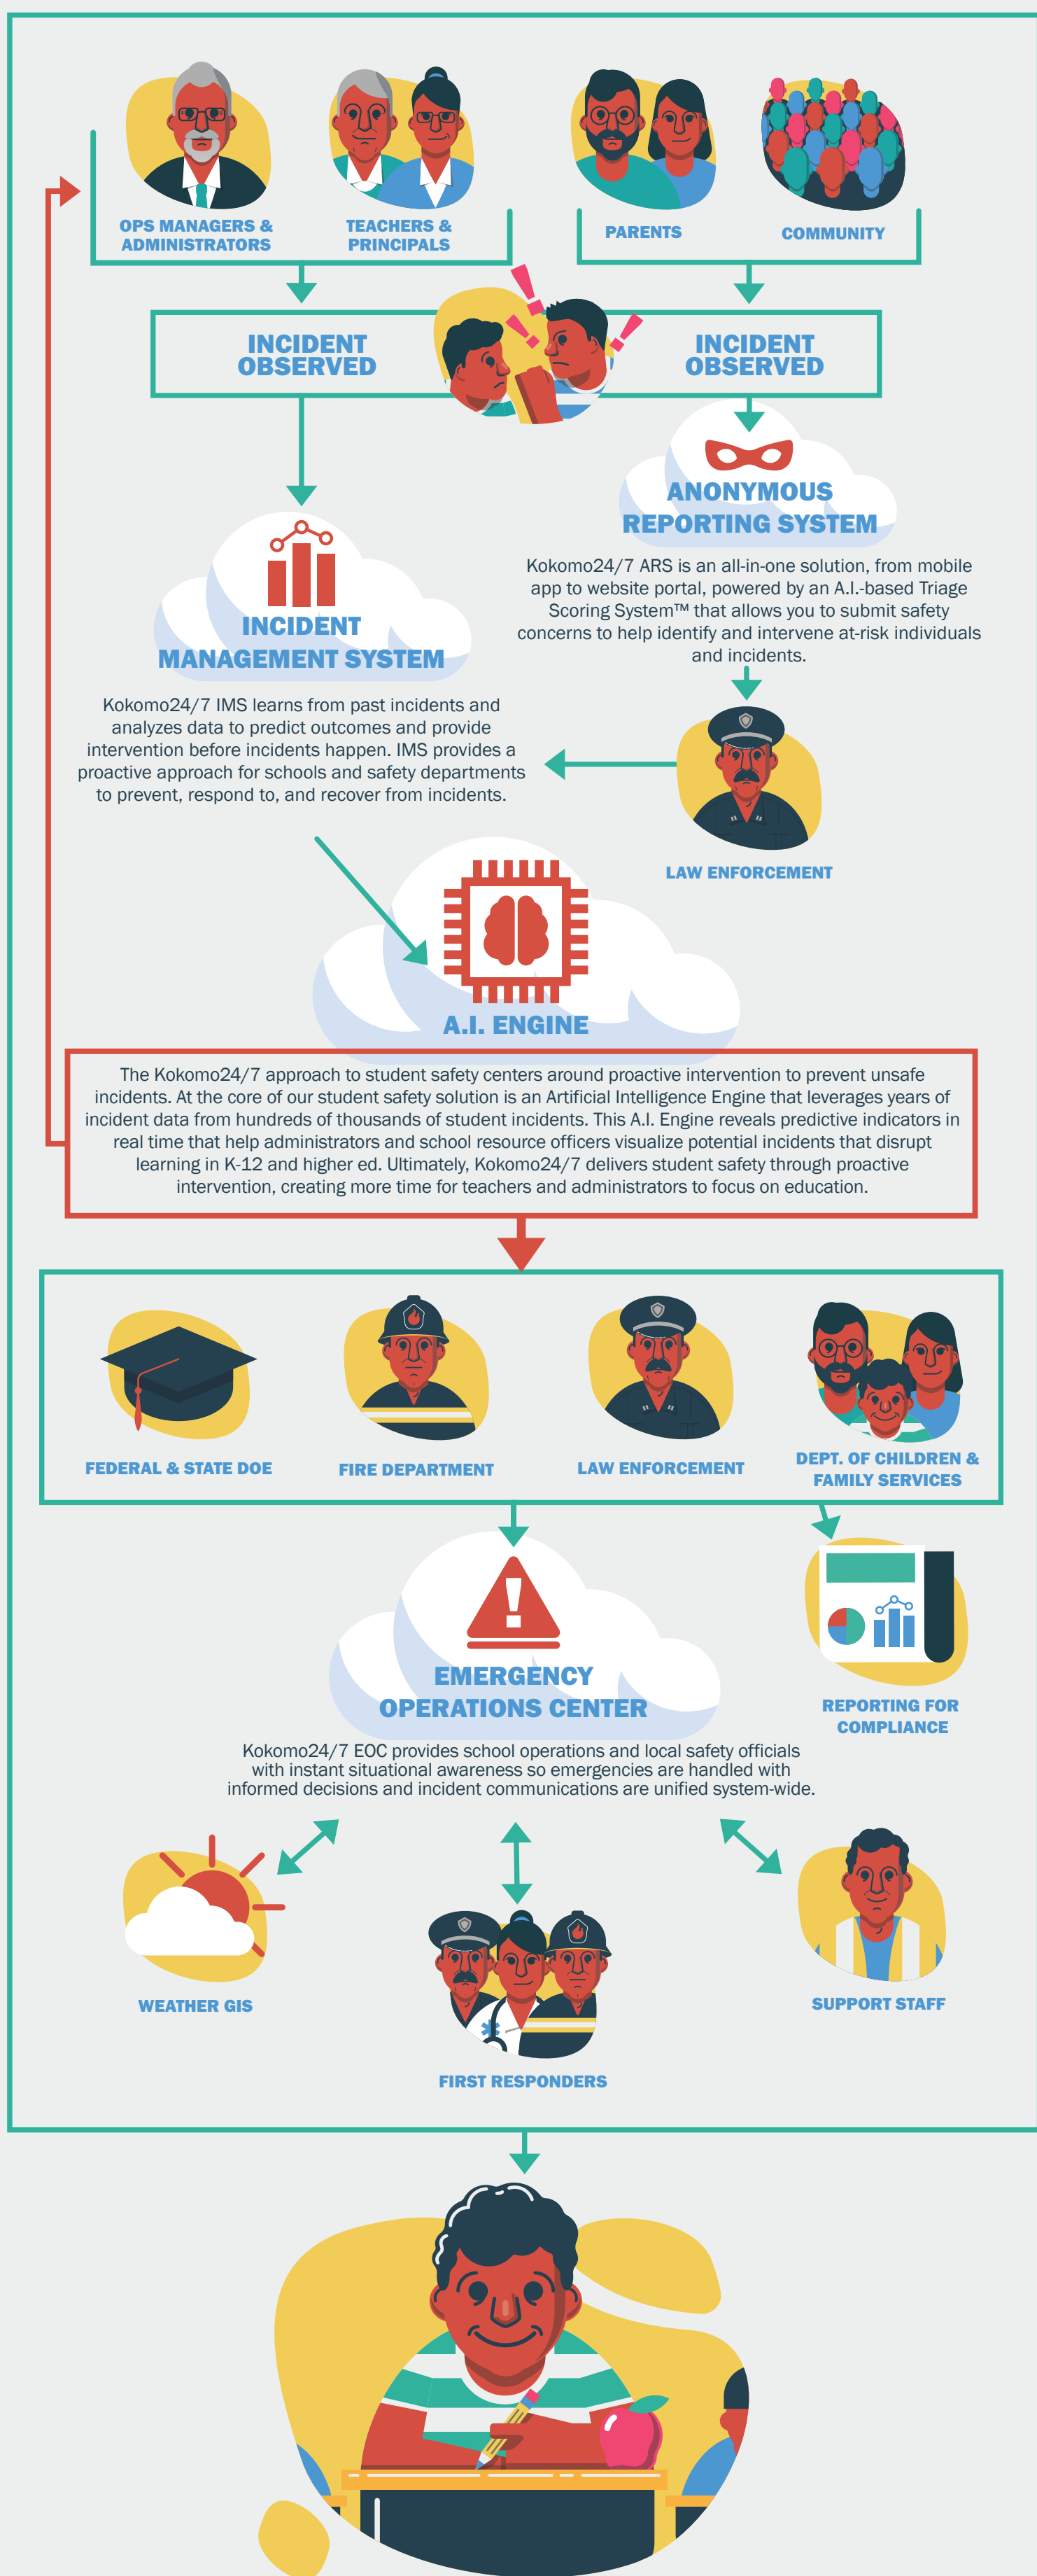 OPS MANAGERS &
ADMINISTRATORS
TEACHERS &
PRINCIPALS
PARENTS
COMMUNITY
INCIDENT
OBSERVED
INCIDENT
OBSERVED
ANONYMOUS
REPORTING SYSTEM
Kokomo24/7 ARS is an all-in-one solution, from mobile
app to website portal, powered by an A.I.-based Triage
Scoring System™ that allows you to submit safety
concerns to help identify and intervene at-risk individuals
and incidents.
INCIDENT
MANAGEMENT SYSTEM
Kokomo24/7 IMS learns from past incidents and
analyzes data to predict outcomes and provide
intervention before incidents happen. IMS provides a
proactive approach for schools and safety departments
to prevent, respond to, and recover from incidents.
LAW ENFORCEMENT
A.I. ENGINE
The Kokomo24/7 approach to student safety centers around proactive intervention to prevent unsafe
incidents. At the core of our student safety solution is an Artificial Intelligence Engine that leverages years of
incident data from hundreds of thousands of student incidents. This A.I. Engine reveals predictive indicators in
real time that help administrators and school resource officers visualize potential incidents that disrupt
learning in K-12 and higher ed. Ultimately, Kokomo24/7 delivers student safety through proactive
intervention, creating more time for teachers and administrators to focus on education.
FEDERAL & STATE DOE
FIRE DEPARTMENT
LAW ENFORCEMENT
DEPT. OF CHILDREN &
FAMILY SERVICES
EMERGENCY
OPERATIONS CENTER
REPORTING FOR
COMPLIANCE
Kokomo24/7 EOC provides school operations and local safety officials
with instant situational awareness so emergencies are handled with
informed decisions and incident communications are unified system-wide.
WEATHER GIS
SUPPORT STAFF
FIRST RESPONDERS